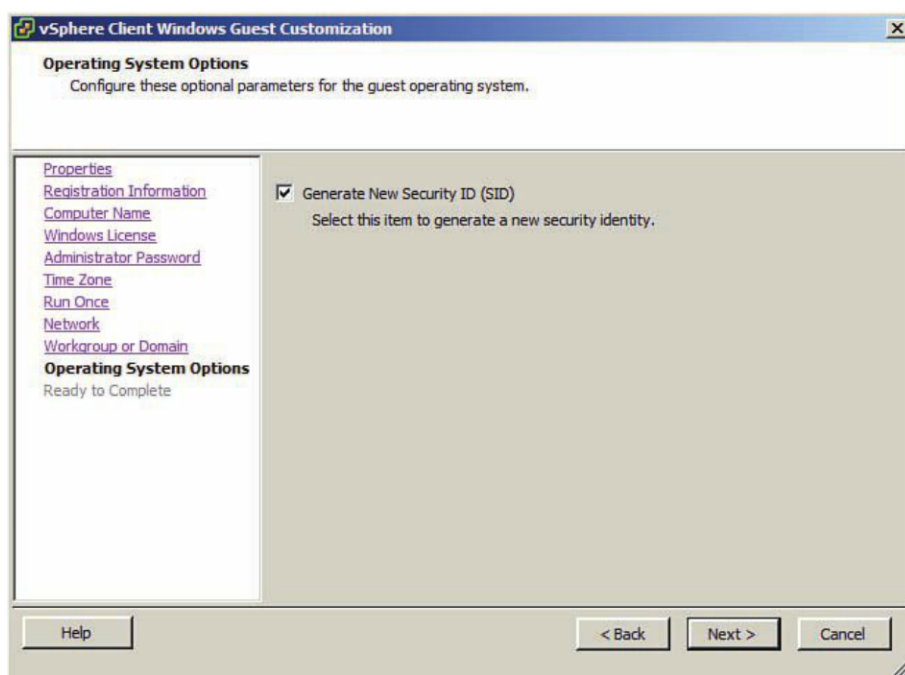 vSphere Client Windows Guest Customization
Operating System Options
Configure these optional parameters for the guest operating system.
Properties
Registration Information
Computer Name
Windows License
Administrator Password
Time Zone
Run Once
Network
Workgroup or Domain
Operating System Options
Ready to Complete
Generate New Security ID (SID)
Select this item to generate a new security identity.
Help
< Back
Next >
Cancel